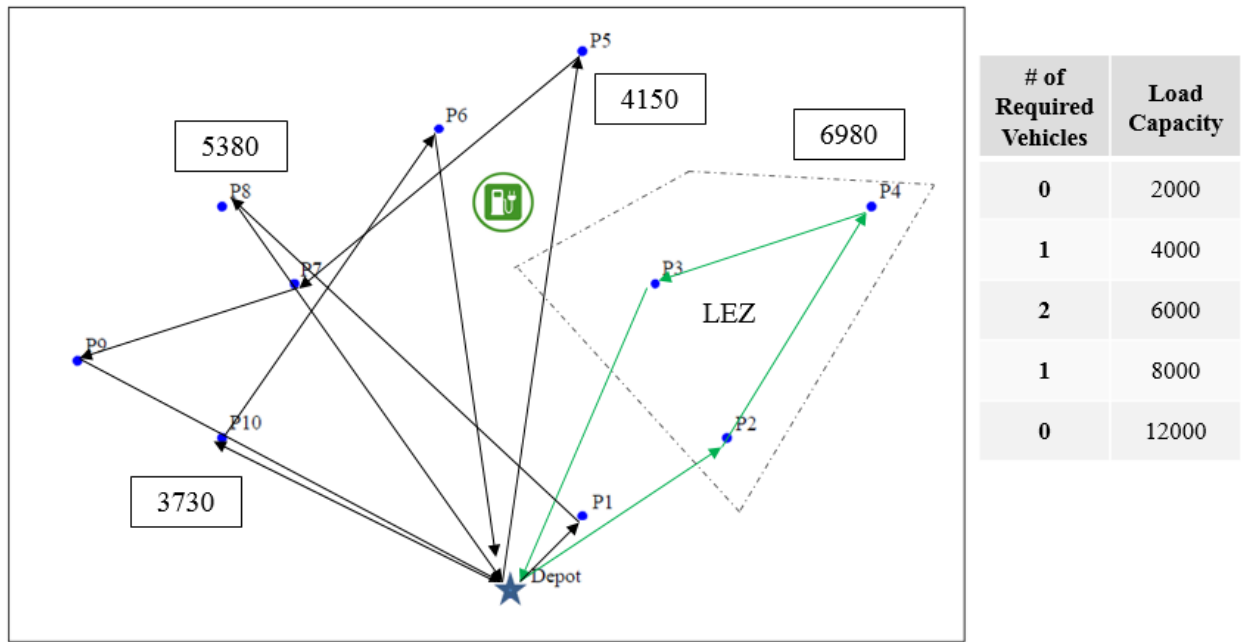 P5
4150
P6
6980
5380
P8
P4
P7
P3
LEZ
P9
P10
P2
3730
P1
Depot
# of
Required
Vehicles
Load
Capacity
0 2000
1 4000
2 6000
1 8000
0 12000